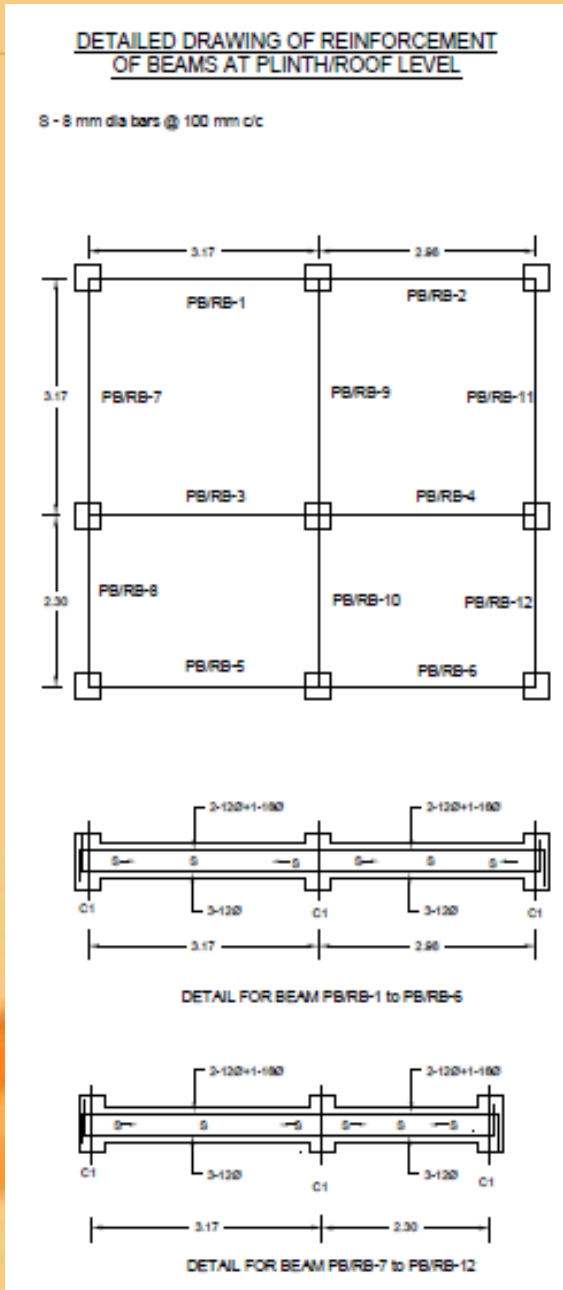 DETAILED DRAWING OF REINFORCEMENT
OF BEAMS AT PLINTH/ROOF LEVEL
S - 8 mm dia bars @ 100 mm c/c
3.17
2.98
PB/RB-1
PB/RB-2
3.17
PB/RB-7
PB/RB-9
PB/RB-11
PB/RB-3
PB/RB-4
2.30
PB/RB-8
PB/RB-10
PB/RB-12
PB/RB-5
PB/RB-6
2-12Ø+1-16Ø
2-12Ø+1-16Ø
S S S S S S
C1
3-12Ø
C1
3-12Ø
C1
3.17
2.98
DETAIL FOR BEAM PB/RB-1 to PB/RB-6
2-12Ø+1-16Ø
2-12Ø+1-16Ø
S S S S S S
C1
3-12Ø
C1
3-12Ø
C1
3.17
2.30
DETAIL FOR BEAM PB/RB-7 to PB/RB-12